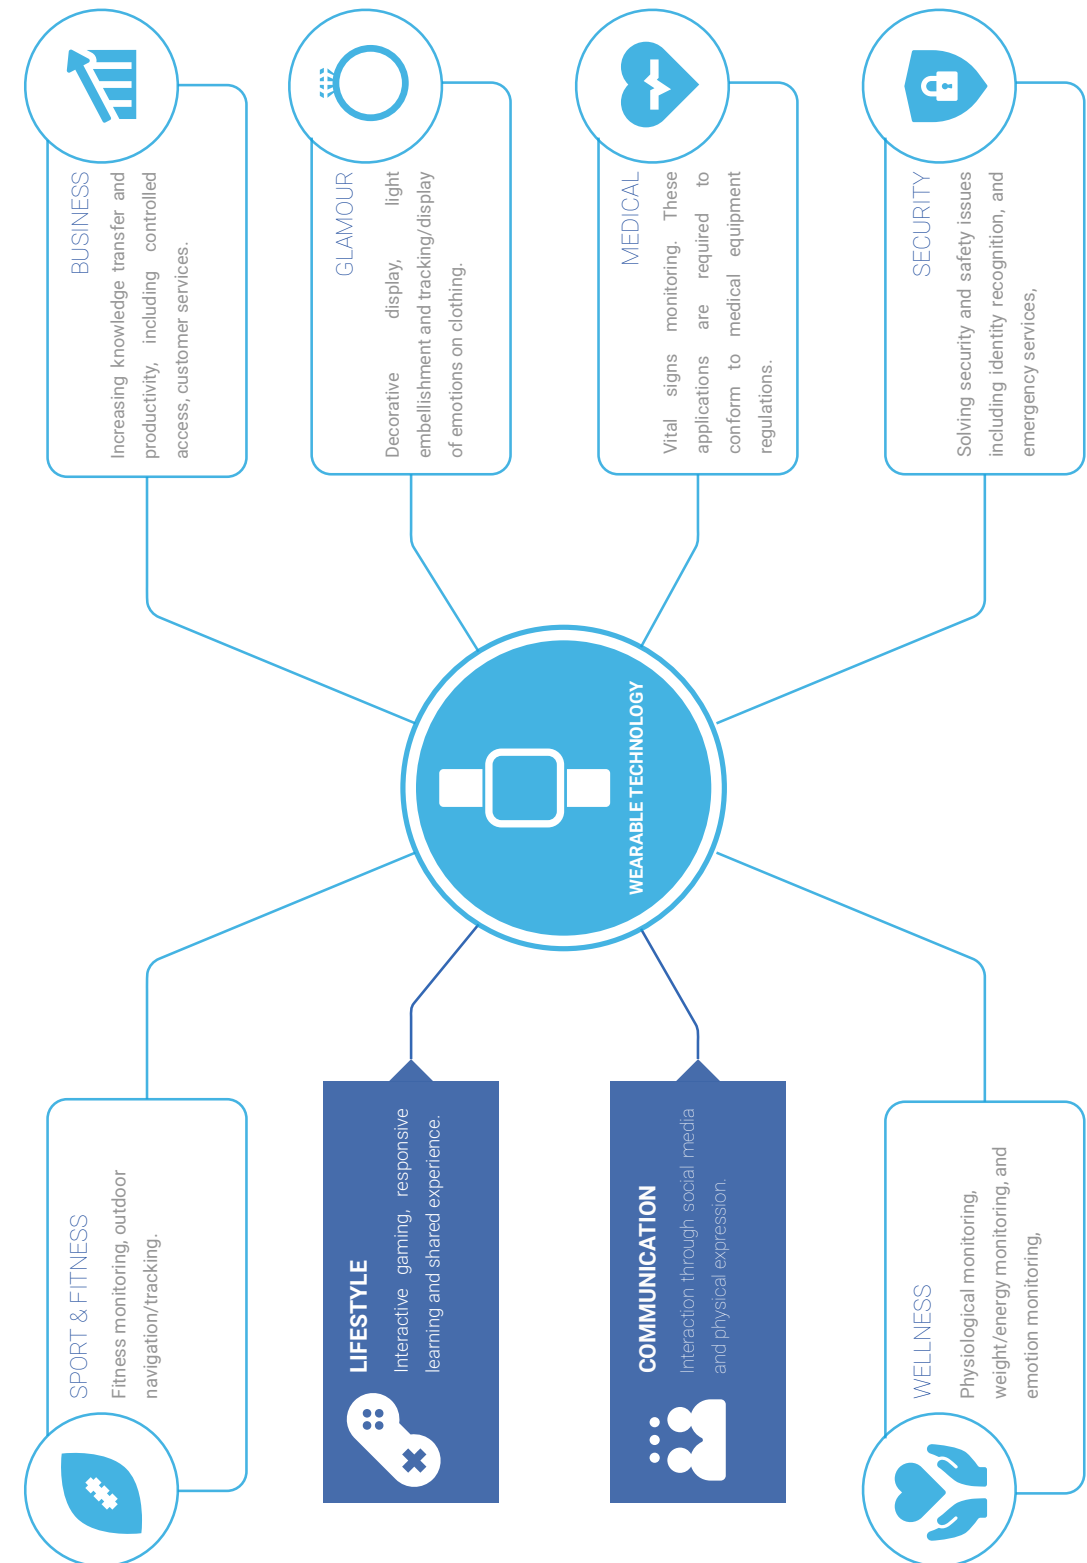 SPORT & FITNESS
Fitness monitoring, outdoor
navigation/tracking.
LIFESTYLE
Interactive gaming, responsive
learning and shared experience.
COMMUNICATION
Interaction through social media
and physical expression.
WELLNESS
Physiological monitoring,
weight/energy monitoring, and
emotion monitoring,
WEARABLE TECHNOLOGY
BUSINESS
Increasing knowledge transfer and
productivity, including controlled
access, customer services.
GLAMOUR
Decorative display, light
embellishment and tracking/display
of emotions on clothing.
MEDICAL
Vital signs monitoring. These
applications are required to
conform to medical equipment
regulations.
SECURITY
Solving security and safety issues
including identity recognition, and
emergency services,